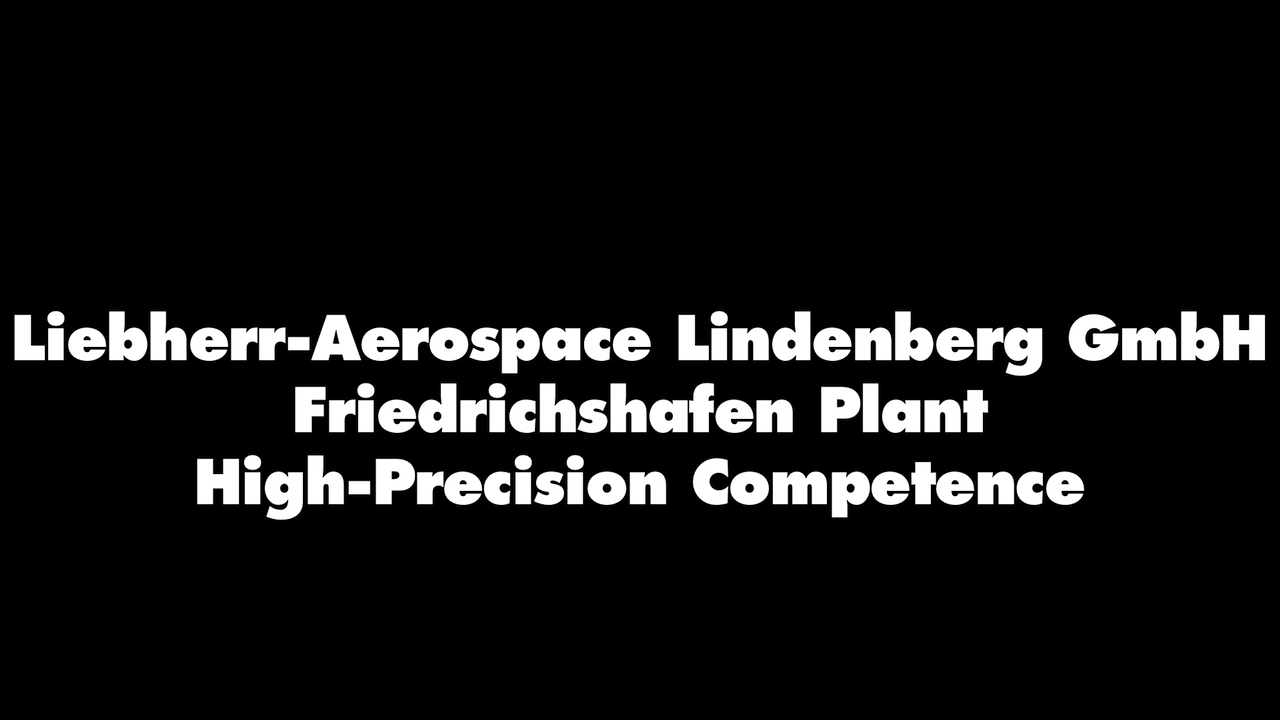 Liebherr-Aerospace Lindenberg GmbH
Friedrichshafen Plant
High-Precision Competence